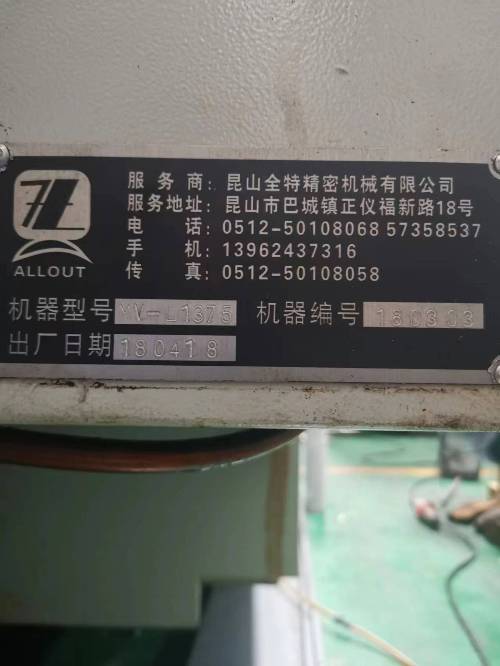 服务商：昆山全特精密机械有限公司
服务地址：昆山市巴城镇正仪福新路18号
电 话：0512-50108068 57358537
手 机：13962437316
传 真：0512-50108058
ALLOUT
机器型号 YV-L1375 机器编号 180303
出厂日期 180418